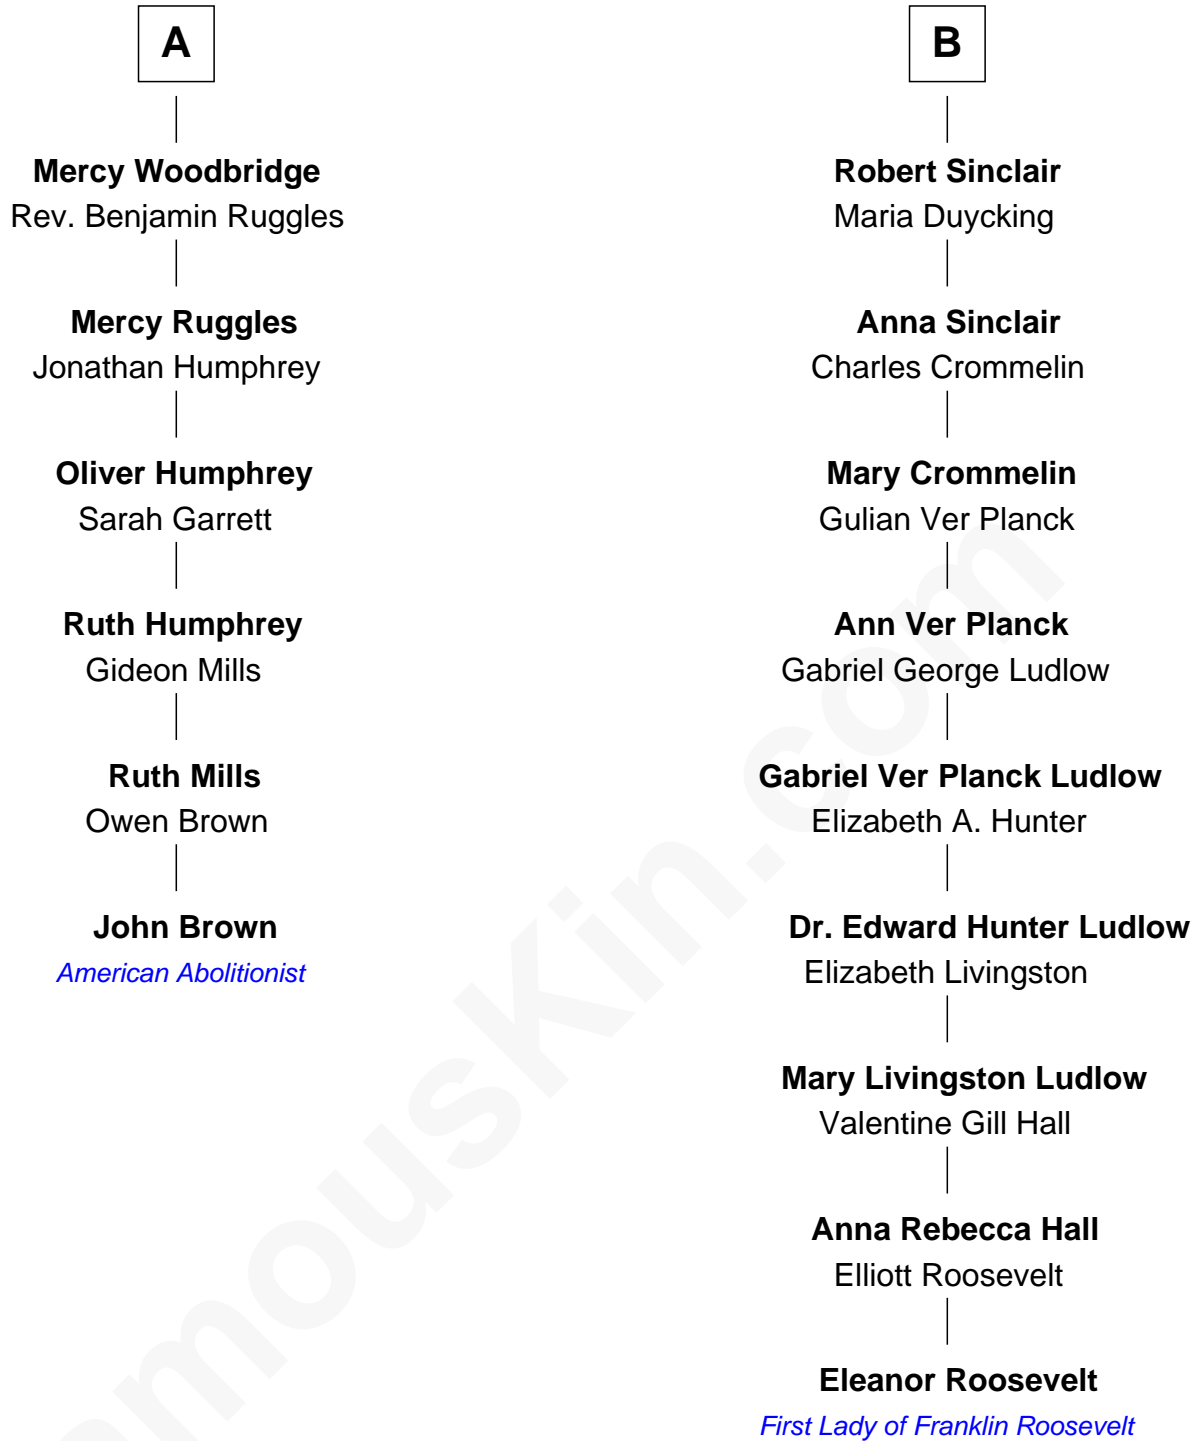 A
Mercy Woodbridge
Rev. Benjamin Ruggles
Mercy Ruggles
Jonathan Humphrey
Oliver Humphrey
Sarah Garrett
Ruth Humphrey
Gideon Mills
Ruth Mills
Owen Brown
John Brown
American Abolitionist
B
Robert Sinclair
Maria Duycking
Anna Sinclair
Charles Crommelin
Mary Crommelin
Gulian Ver Planck
Ann Ver Planck
Gabriel George Ludlow
Gabriel Ver Planck Ludlow
Elizabeth A. Hunter
Dr. Edward Hunter Ludlow
Elizabeth Livingston
Mary Livingston Ludlow
Valentine Gill Hall
Anna Rebecca Hall
Elliott Roosevelt
Eleanor Roosevelt
First Lady of Franklin Roosevelt
amousKin.com